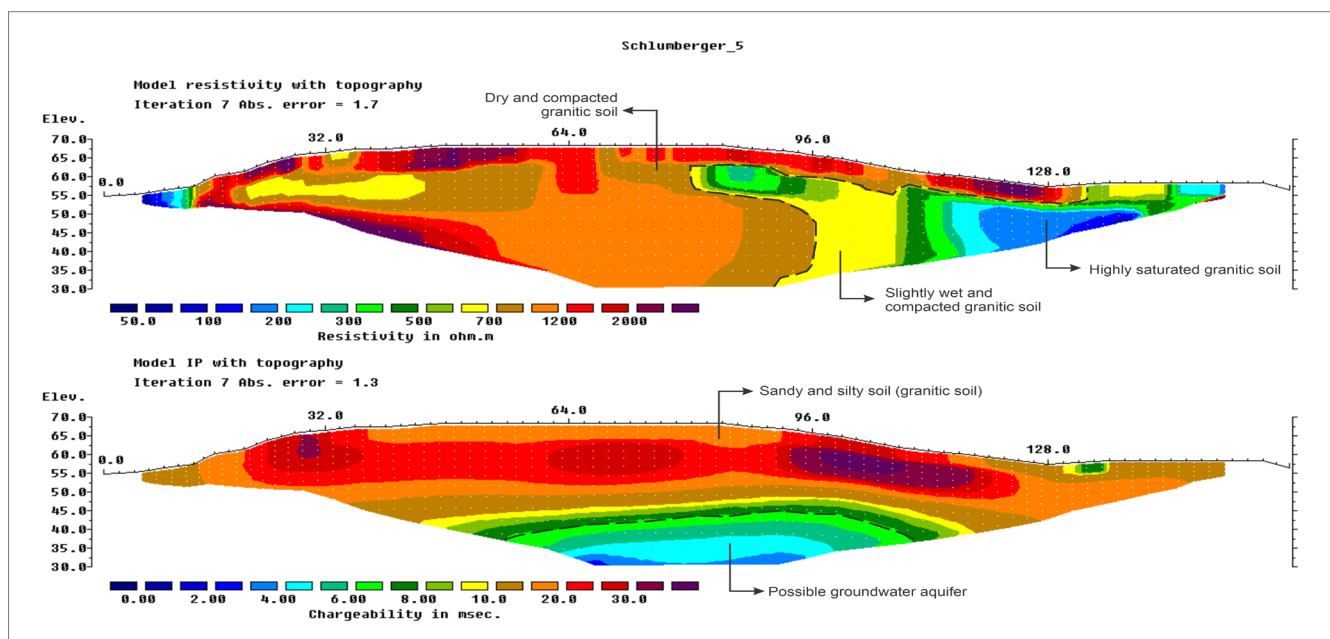 Schlumberger_5
Model resistivity with topography
Iteration 7 Abs. error = 1.7
Dry and compacted
granitic soil
Elev.
70.0
65.0
60.0
55.0
50.0
45.0
40.0
35.0
30.0
0.0
32.0
64.0
96.0
128.0
Highly saturated granitic soil
Slightly wet and
compacted granitic soil
50.0 100 200 300 500 700 1200 2000
Resistivity in ohm.m
Model IP with topography
Iteration 7 Abs. error = 1.3
Sandy and silty soil (granitic soil)
Elev.
70.0
65.0
60.0
55.0
50.0
45.0
40.0
35.0
30.0
0.0
32.0
64.0
96.0
128.0
Possible groundwater aquifer
0.00 2.00 4.00 6.00 8.00 10.0 20.0 30.0
Chargeability in msec.